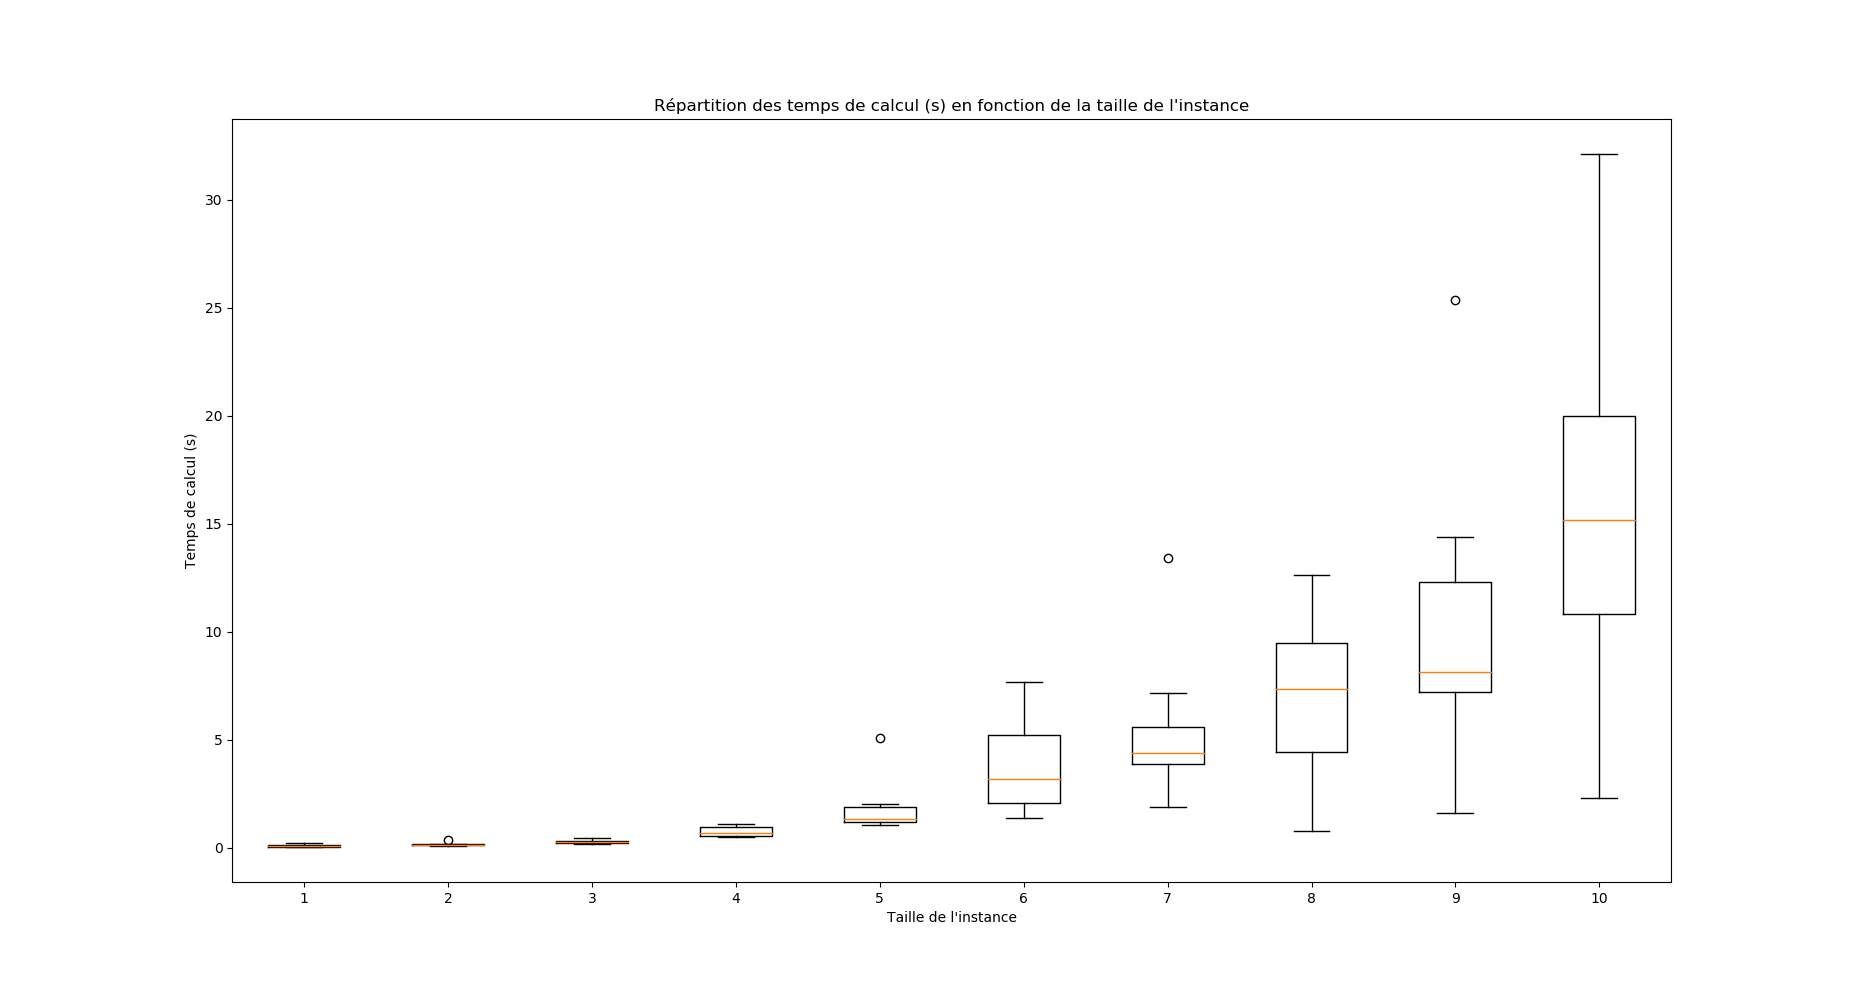 Répartition des temps de calcul (s) en fonction de la taille de l'instance
Temps de calcul (s)
30
25
20
15
10
5
0
1 2 3 4 5 6 7 8 9 10
Taille de l'instance